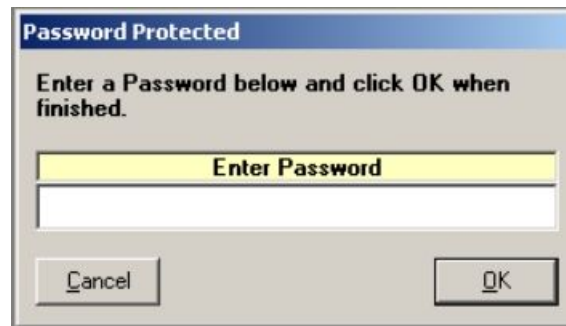 Password Protected
Enter a Password below and click OK when
finished.
Enter Password
Cancel
OK